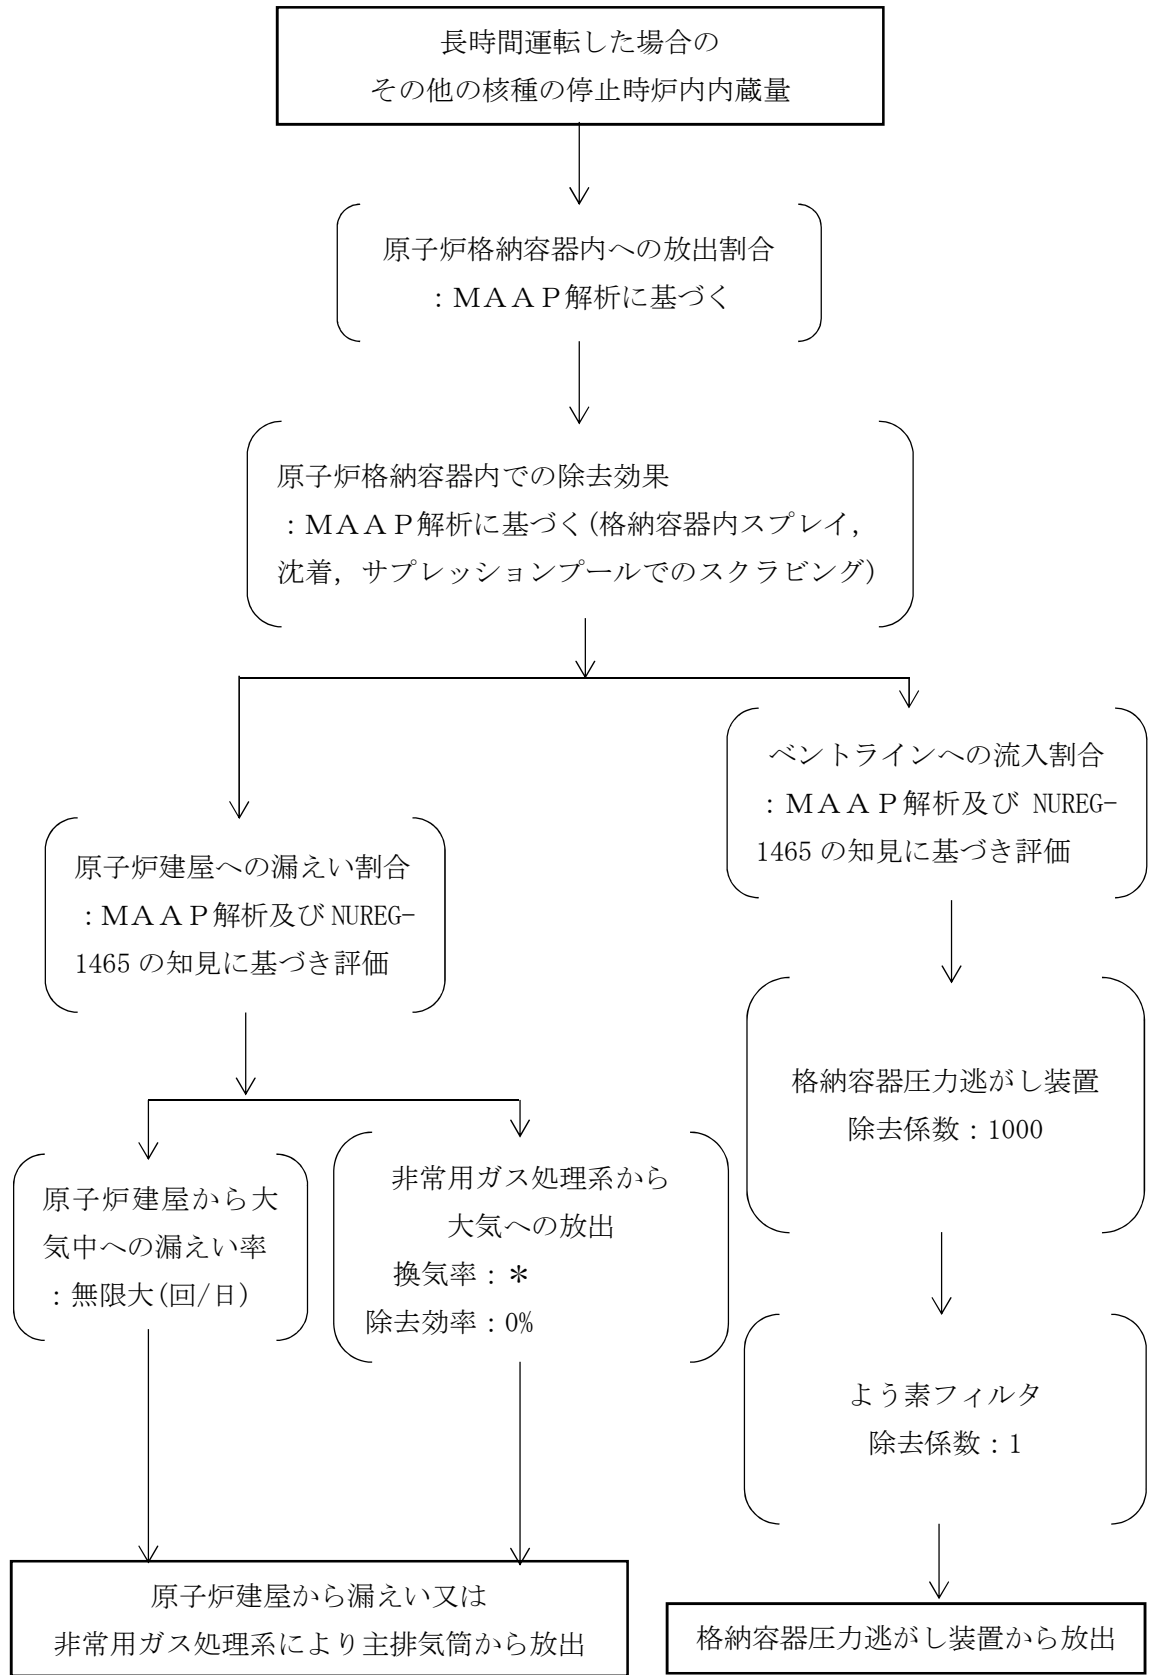 長時間運転した場合の
その他の核種の停止時炉内内蔵量
原子炉格納容器内への放出割合
：ＭＡＡＰ解析に基づく
原子炉格納容器内での除去効果
：ＭＡＡＰ解析に基づく(格納容器内スプレイ，
沈着，サプレッションプールでのスクラビング)
原子炉建屋への漏えい割合
：ＭＡＡＰ解析及び NUREG-
1465 の知見に基づき評価
原子炉建屋から大
気中への漏えい率
：無限大(回/日)
非常用ガス処理系から
大気への放出
換気率：＊
除去効率：0%
原子炉建屋から漏えい又は
非常用ガス処理系により主排気筒から放出
ベントラインへの流入割合
：ＭＡＡＰ解析及び NUREG-
1465 の知見に基づき評価
格納容器圧力逃がし装置
除去係数：1000
よう素フィルタ
除去係数：1
格納容器圧力逃がし装置から放出